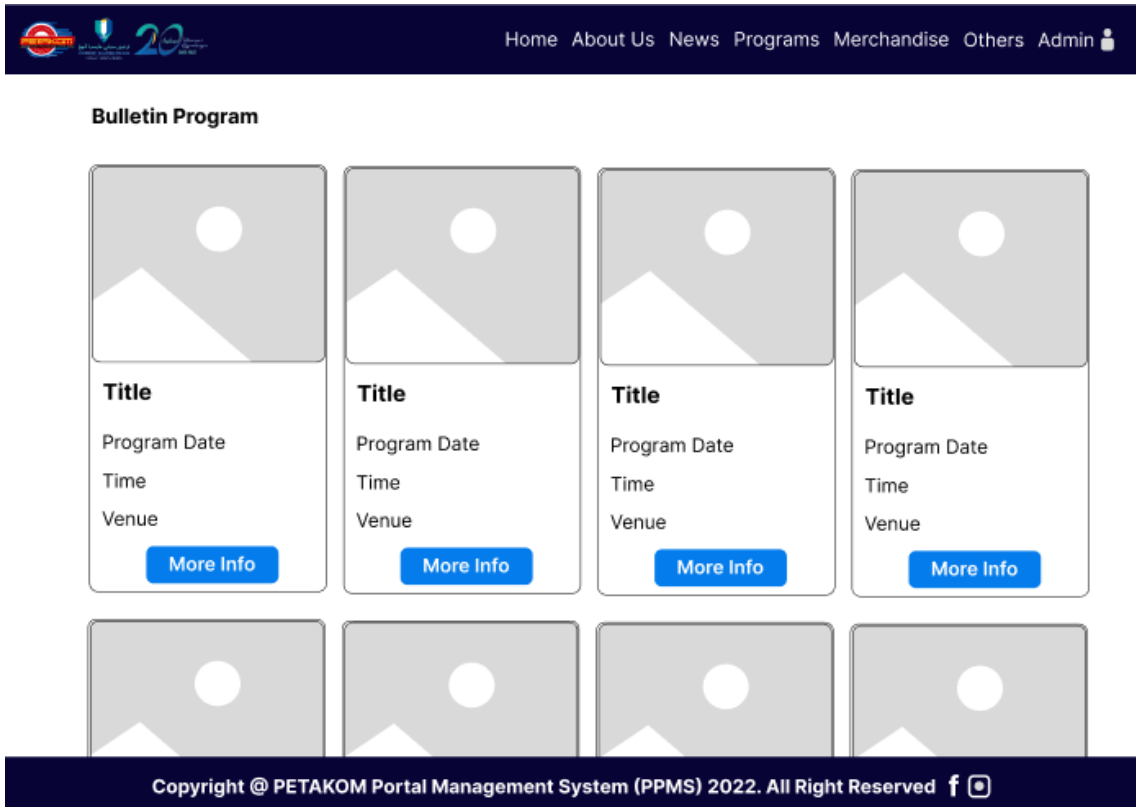 PETAKOM
20
Home About Us News Programs Merchandise Others Admin
Bulletin Program
Title Title Title Title
Program Date Program Date Program Date Program Date
Time Time Time Time
Venue Venue Venue Venue
More Info More Info More Info More Info
Copyright @ PETAKOM Portal Management System (PPMS) 2022. All Right Reserved